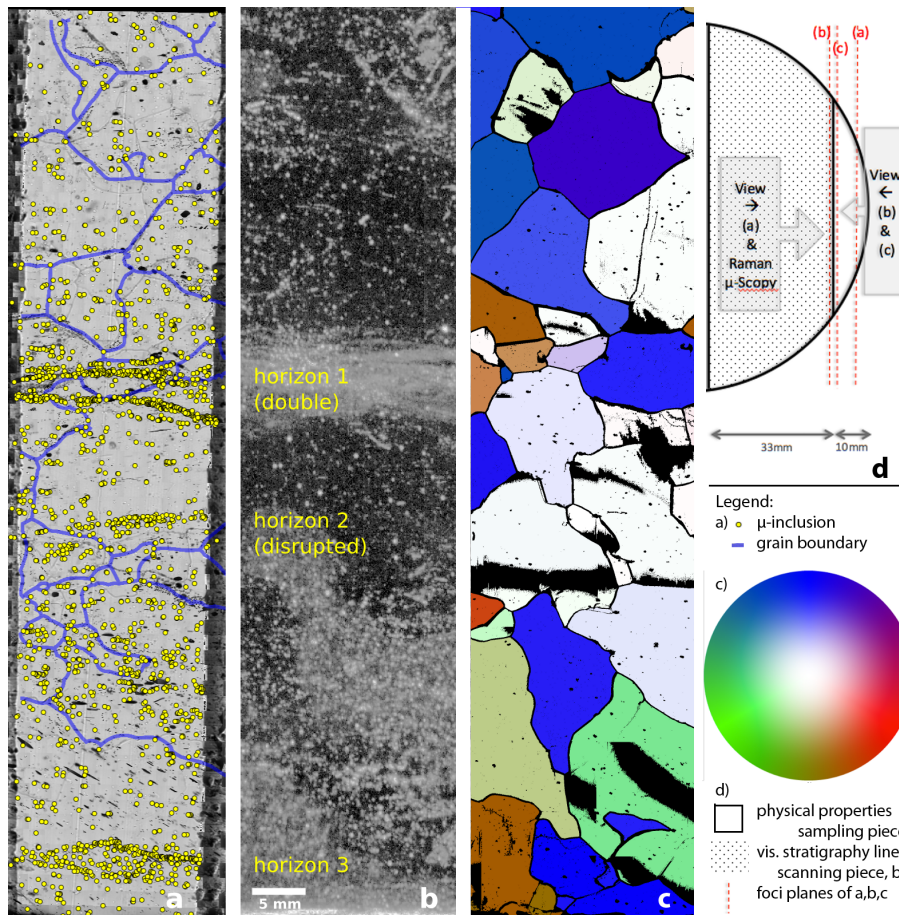 horizon 1
(double)
horizon 2
(disrupted)
horizon 3
5 mm
a
b
c
(b)
(c)
(a)
View
→
(a)
&
Raman
µ-Scopy
View
←
(b)
&
(c)
33mm
10mm
d
Legend:
a)
µ-inclusion
grain boundary
c)
d)
physical properties
sampling piece
vis. stratigraphy line
scanning piece, b
foci planes of a,b,c